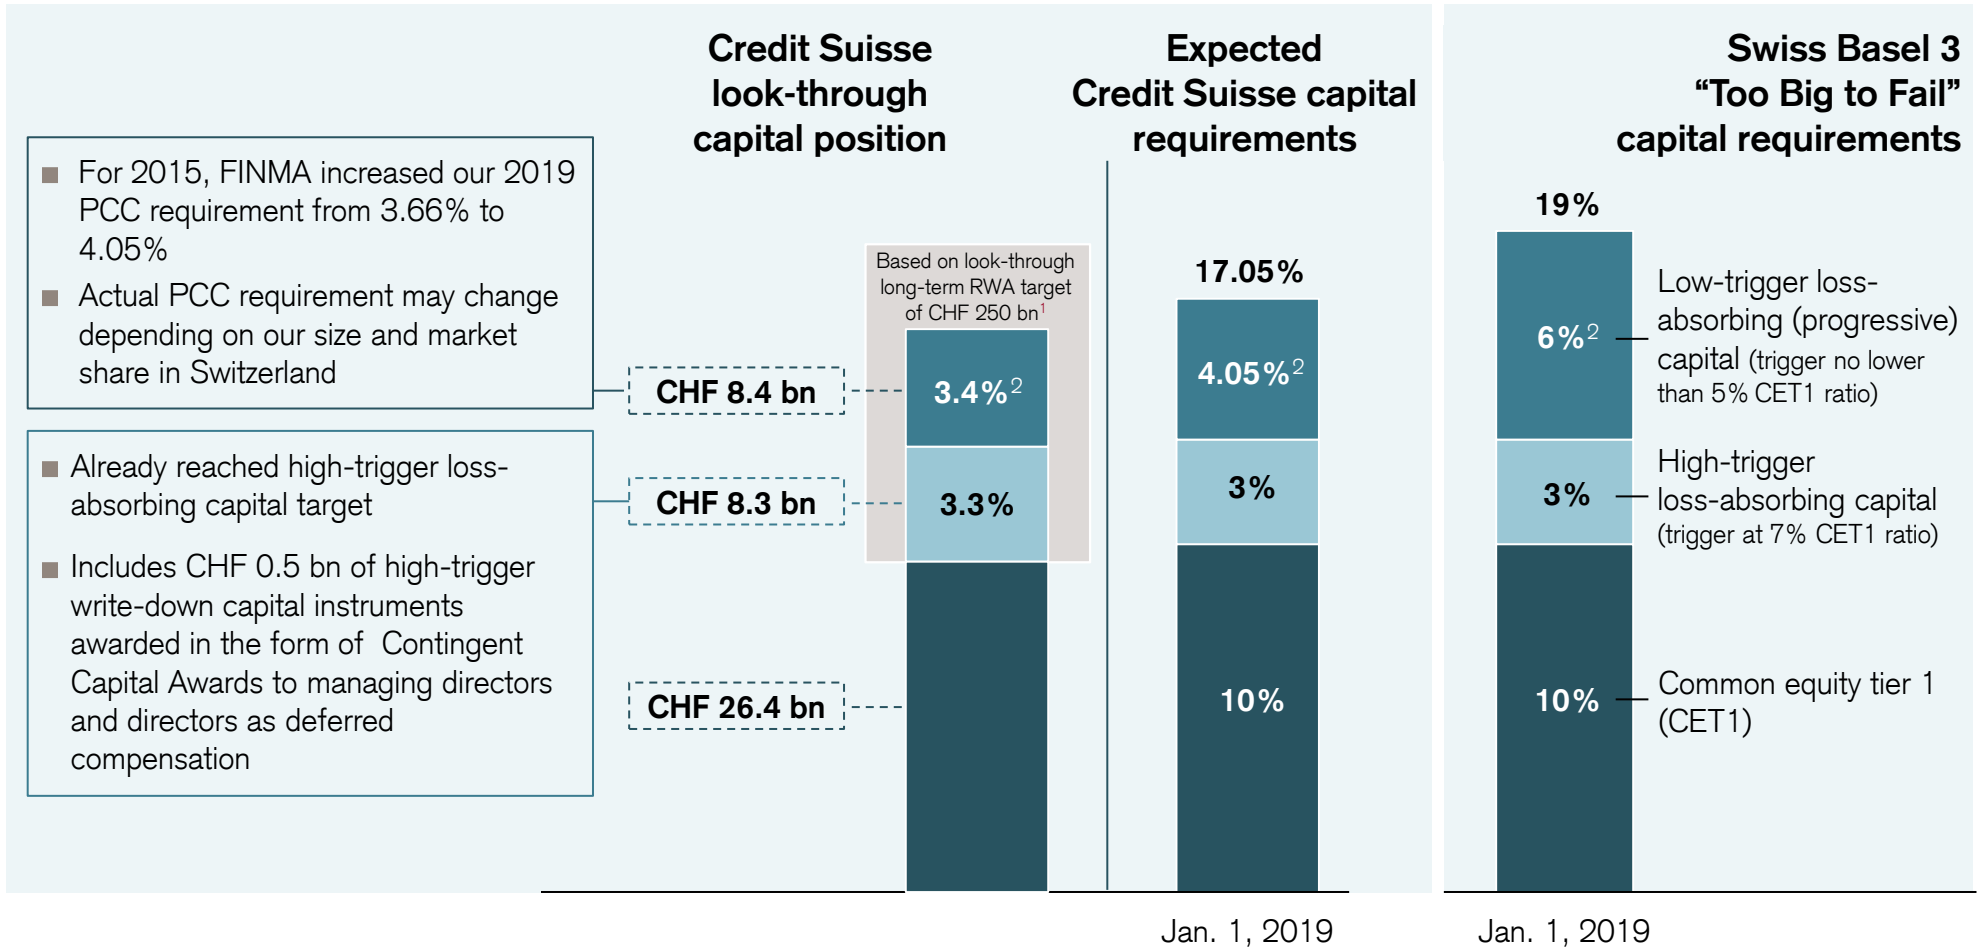 Credit Suisse
look-through
capital position
Expected
Credit Suisse capital
requirements
Swiss Basel 3
“Too Big to Fail”
capital requirements
■ For 2015, FINMA increased our 2019
PCC requirement from 3.66% to
4.05%
■ Actual PCC requirement may change
depending on our size and market
share in Switzerland
■ Already reached high-trigger loss-
absorbing capital target
■ Includes CHF 0.5 bn of high-trigger
write-down capital instruments
awarded in the form of Contingent
Capital Awards to managing directors
and directors as deferred
compensation
CHF 8.4 bn
CHF 8.3 bn
CHF 26.4 bn
Based on look-through
long-term RWA target
of CHF 250 bn¹
3.4%²
3.3%
17.05%
4.05%²
3%
10%
Jan. 1, 2019
19%
6%²
3%
10%
Jan. 1, 2019
Low-trigger loss-
absorbing (progressive)
capital (trigger no lower
than 5% CET1 ratio)
High-trigger
loss-absorbing capital
(trigger at 7% CET1 ratio)
Common equity tier 1
(CET1)